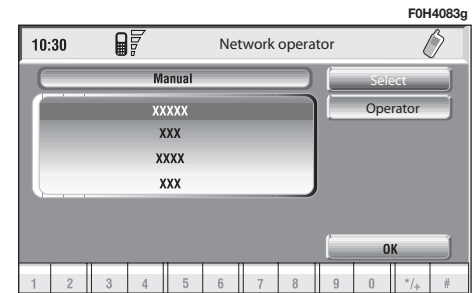 F0H4083g
10:30 Network operator
Manual Select
XXXXX Operator
XXX
XXXX
XXX
OK
1 2 3 4 5 6 7 8 9 0 */+ #